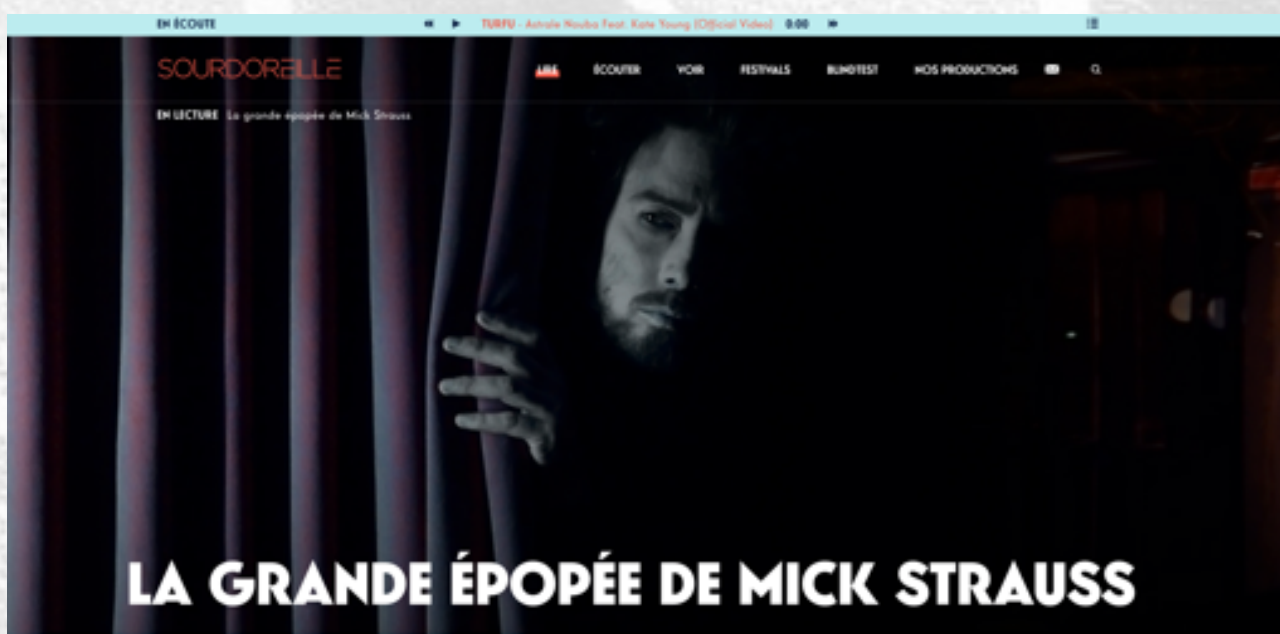 EN ÉCOUTE
TURFU - Astrale Nouba Feat. Kate Young (Official Video) 0:00
SOURDOREILLE
LIRE ÉCOUTER VOIR FESTIVALS BLINDTEST NOS PRODUCTIONS
EN LECTURE La grande épopée de Mick Strauss
LA GRANDE ÉPOPÉE DE MICK STRAUSS